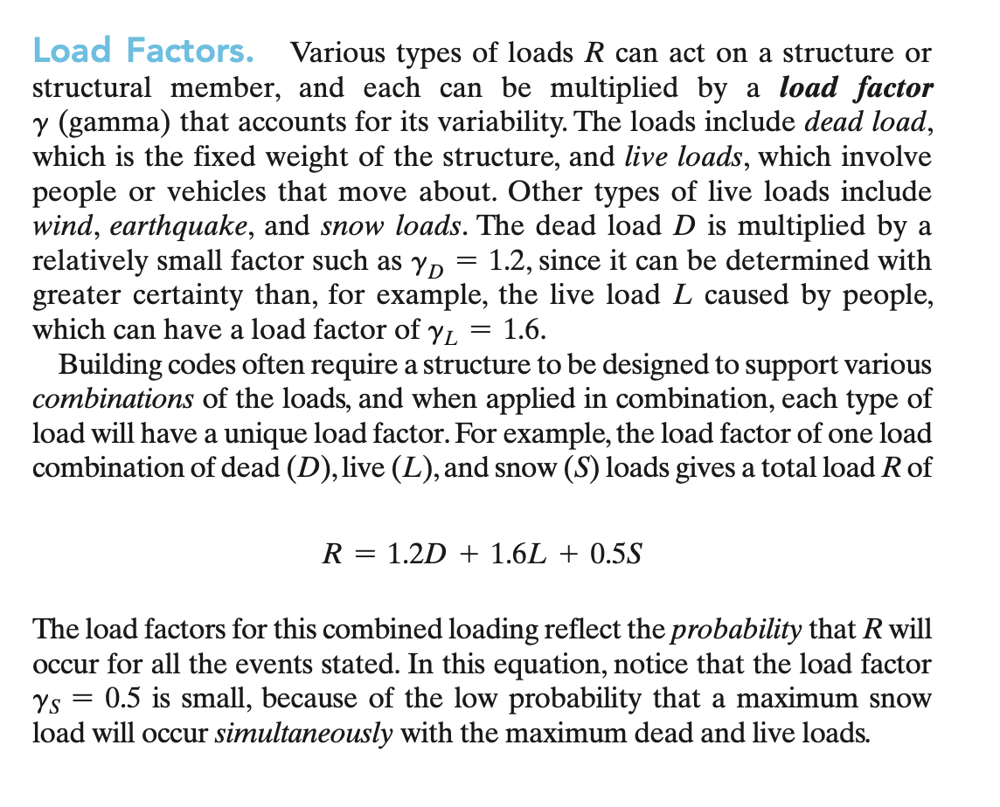 Load Factors. Various types of loads R can act on a structure or
structural member, and each can be multiplied by a load factor
γ (gamma) that accounts for its variability. The loads include dead load,
which is the fixed weight of the structure, and live loads, which involve
people or vehicles that move about. Other types of live loads include
wind, earthquake, and snow loads. The dead load D is multiplied by a
relatively small factor such as γD = 1.2, since it can be determined with
greater certainty than, for example, the live load L caused by people,
which can have a load factor of γL = 1.6.
Building codes often require a structure to be designed to support various
combinations of the loads, and when applied in combination, each type of
load will have a unique load factor. For example, the load factor of one load
combination of dead (D), live (L), and snow (S) loads gives a total load R of
R = 1.2D + 1.6L + 0.5S
The load factors for this combined loading reflect the probability that R will
occur for all the events stated. In this equation, notice that the load factor
γS = 0.5 is small, because of the low probability that a maximum snow
load will occur simultaneously with the maximum dead and live loads.